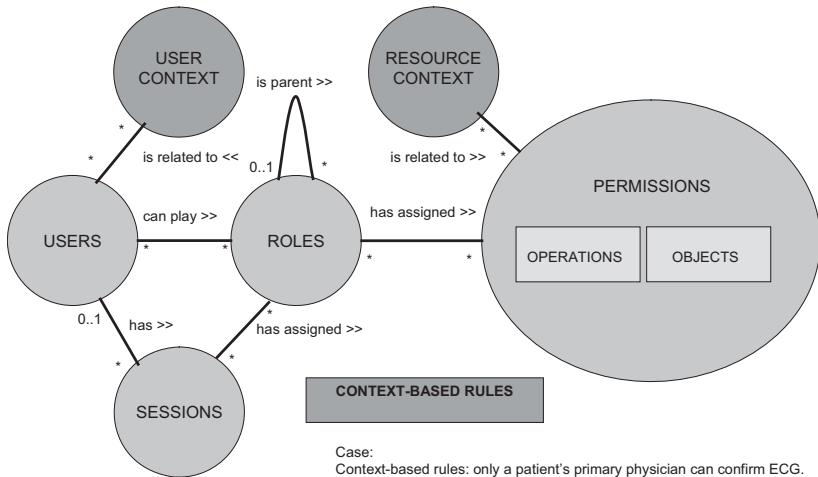 USER
CONTEXT
RESOURCE
CONTEXT
is parent >>
*
*
is related to <<
0..1
*
is related to >>
*
*
PERMISSIONS
USERS
can play >>
*
*
ROLES
has assigned >>
*
*
OPERATIONS
OBJECTS
0..1
has >>
*
*
has assigned >>
*
SESSIONS
CONTEXT-BASED RULES
Case:
Context-based rules: only a patient's primary physician can confirm ECG.